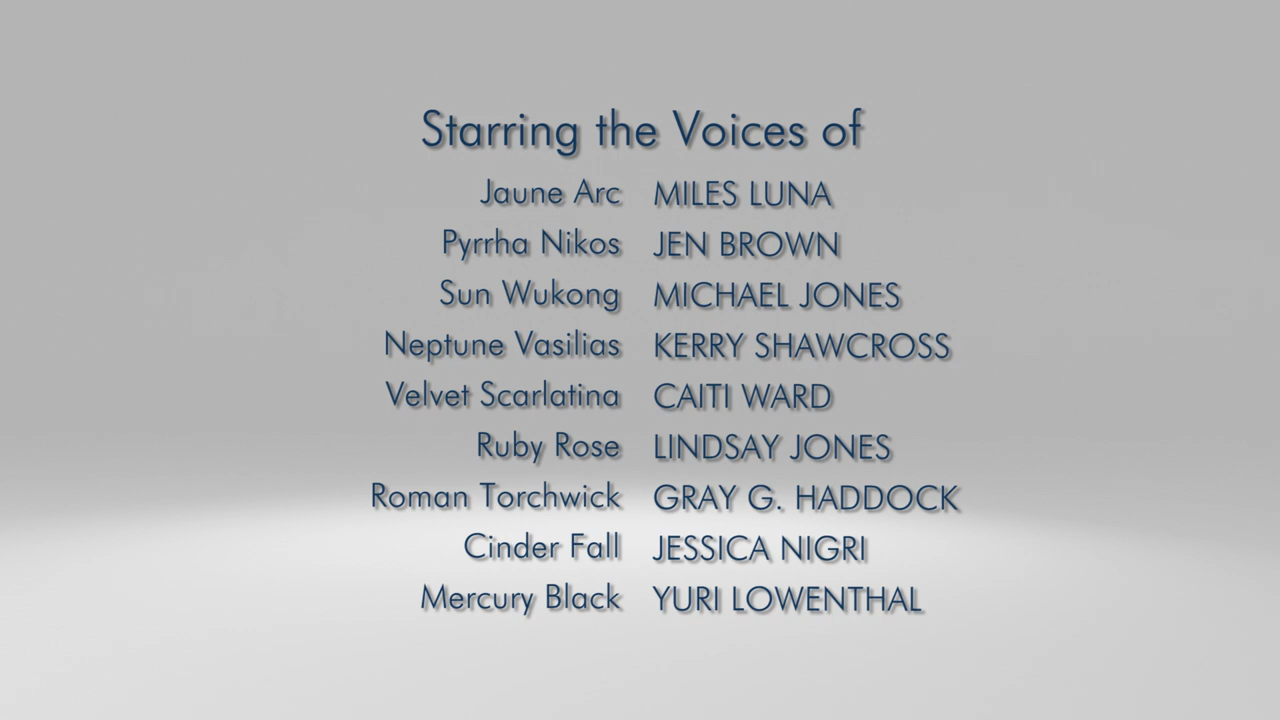 Starring the Voices of
Jaune Arc MILES LUNA
Pyrrha Nikos JEN BROWN
Sun Wukong MICHAEL JONES
Neptune Vasilias KERRY SHAWCROSS
Velvet Scarlatina CAITI WARD
Ruby Rose LINDSAY JONES
Roman Torchwick GRAY G. HADDOCK
Cinder Fall JESSICA NIGRI
Mercury Black YURI LOWENTHAL